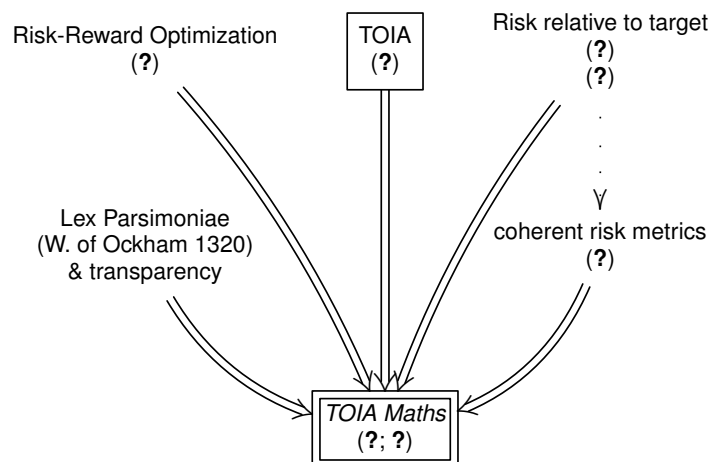 Risk-Reward Optimization
(?)
TOIA
(?)
Risk relative to target
(?)
(?)
Lex Parsimoniae
(W. of Ockham 1320)
& transparency
coherent risk metrics
(?)
TOIA Maths
(?; ?)